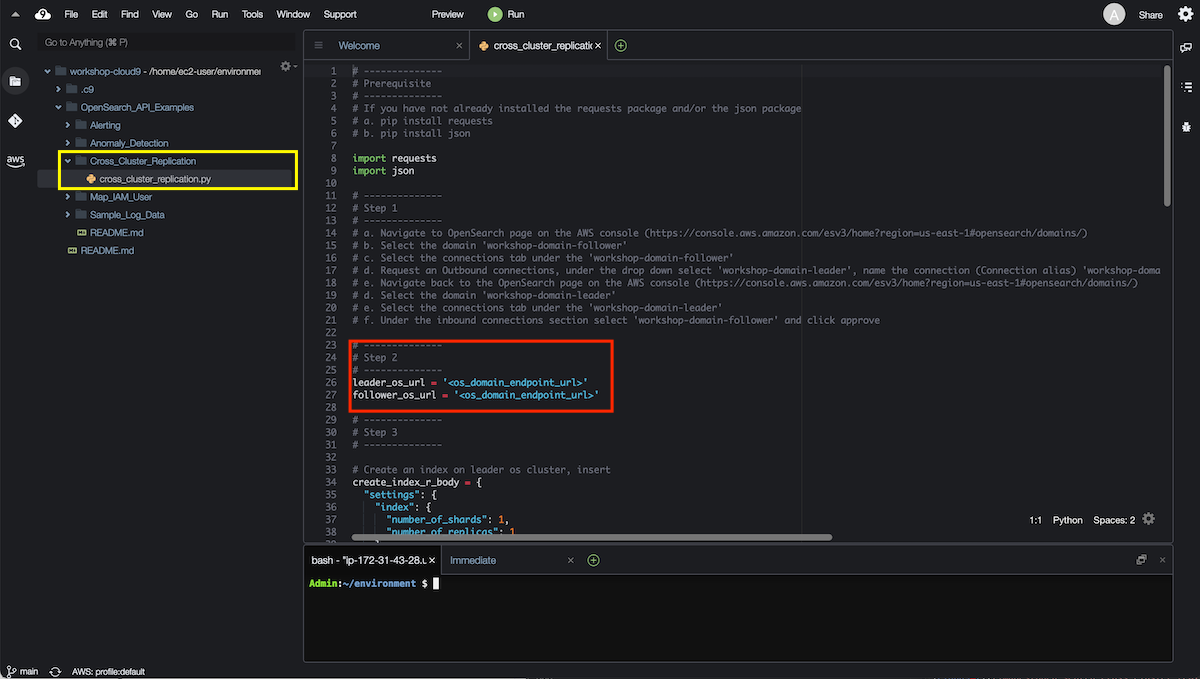 File Edit Find View Go Run Tools Window Support Preview Run A Share
Go to Anything (⌘ P)
workshop-cloud9 - /home/ec2-user/environmen
.c9
OpenSearch_API_Examples
Alerting
Anomaly_Detection
Cross_Cluster_Replication
cross_cluster_replication.py
Map_IAM_User
Sample_Log_Data
README.md
README.md
aws
Welcome cross_cluster_replicatic
1 # --------------
2 # Prerequisite
3 # --------------
4 # If you have not already installed the requests package and/or the json package
5 # a. pip install requests
6 # b. pip install json
7
8 import requests
9 import json
10
11 # --------------
12 # Step 1
13 # --------------
14 # a. Navigate to OpenSearch page on the AWS console (https://console.aws.amazon.com/esv3/home?region=us-east-1#opensearch/domains/)
15 # b. Select the domain 'workshop-domain-follower'
16 # c. Select the connections tab under the 'workshop-domain-follower'
17 # d. Request an Outbound connections, under the drop down select 'workshop-domain-leader', name the connection (Connection alias) 'workshop-doma
18 # e. Navigate back to the OpenSearch page on the AWS console (https://console.aws.amazon.com/esv3/home?region=us-east-1#opensearch/domains/)
19 # d. Select the domain 'workshop-domain-leader'
20 # e. Select the connections tab under the 'workshop-domain-leader'
21 # f. Under the inbound connections section select 'workshop-domain-follower' and click approve
22
23 # --------------
24 # Step 2
25 # --------------
26 leader_os_url = '<os_domain_endpoint_url>'
27 follower_os_url = '<os_domain_endpoint_url>'
28
29 # --------------
30 # Step 3
31 # --------------
32
33 # Create an index on leader os cluster, insert
34 create_index_r_body = {
35 "settings": {
36 "index": {
37 "number_of_shards": 1,
38 "number_of_replicas": 1
1:1 Python Spaces: 2
bash - "ip-172-31-43-28.u Immediate
Admin:~/environment $
main AWS: profile:default